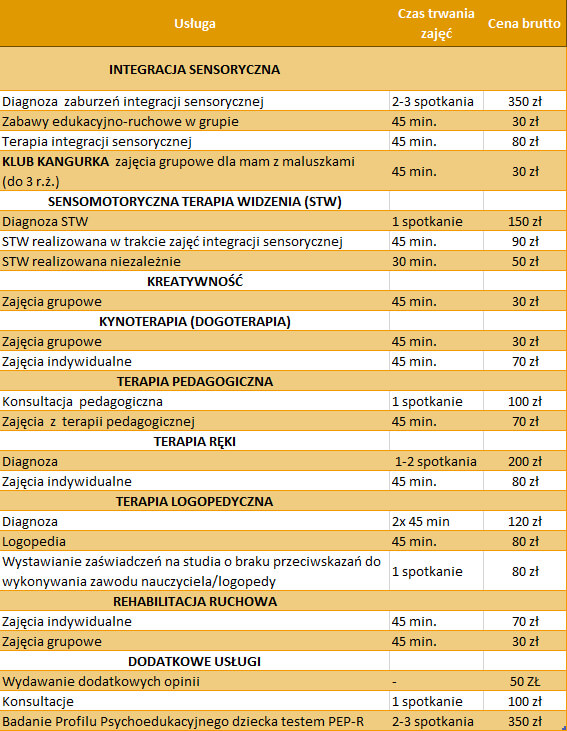 Usługa Czas trwania zajęć Cena brutto
INTEGRACJA SENSORYCZNA
Diagnoza zaburzeń integracji sensorycznej 2-3 spotkania 350 zł
Zabawy edukacyjno-ruchowe w grupie 45 min. 30 zł
Terapia integracji sensorycznej 45 min. 80 zł
KLUB KANGURKA zajęcia grupowe dla mam z maluszkami
(do 3 r.ż.) 45 min. 30 zł
SENSOMOTORYCZNA TERAPIA WIDZENIA (STW)
Diagnoza STW 1 spotkanie 150 zł
STW realizowana w trakcie zajęć integracji sensorycznej 45 min. 90 zł
STW realizowana niezależnie 30 min. 50 zł
KREATYWNOŚĆ
Zajęcia grupowe 45 min. 30 zł
KYNOTERAPIA (DOGOTERAPIA)
Zajęcia grupowe 45 min. 30 zł
Zajęcia indywidualne 45 min. 70 zł
TERAPIA PEDAGOGICZNA
Konsultacja pedagogiczna 1 spotkanie 100 zł
Zajęcia z terapii pedagogicznej 45 min. 70 zł
TERAPIA RĘKI
Diagnoza 1-2 spotkania 200 zł
Zajęcia indywidualne 45 min. 80 zł
TERAPIA LOGOPEDYCZNA
Diagnoza 2x 45 min 120 zł
Logopedia 45 min. 80 zł
Wystawianie zaświadczeń na studia o braku przeciwskazań do
wykonywania zawodu nauczyciela/logopedy 1 spotkanie 80 zł
REHABILITACJA RUCHOWA
Zajęcia indywidualne 45 min. 70 zł
Zajęcia grupowe 45 min. 30 zł
DODATKOWE USŁUGI
Wydawanie dodatkowych opinii - 50 ZŁ
Konsultacje 1 spotkanie 100 zł
Badanie Profilu Psychoedukacyjnego dziecka testem PEP-R 2-3 spotkania 350 zł